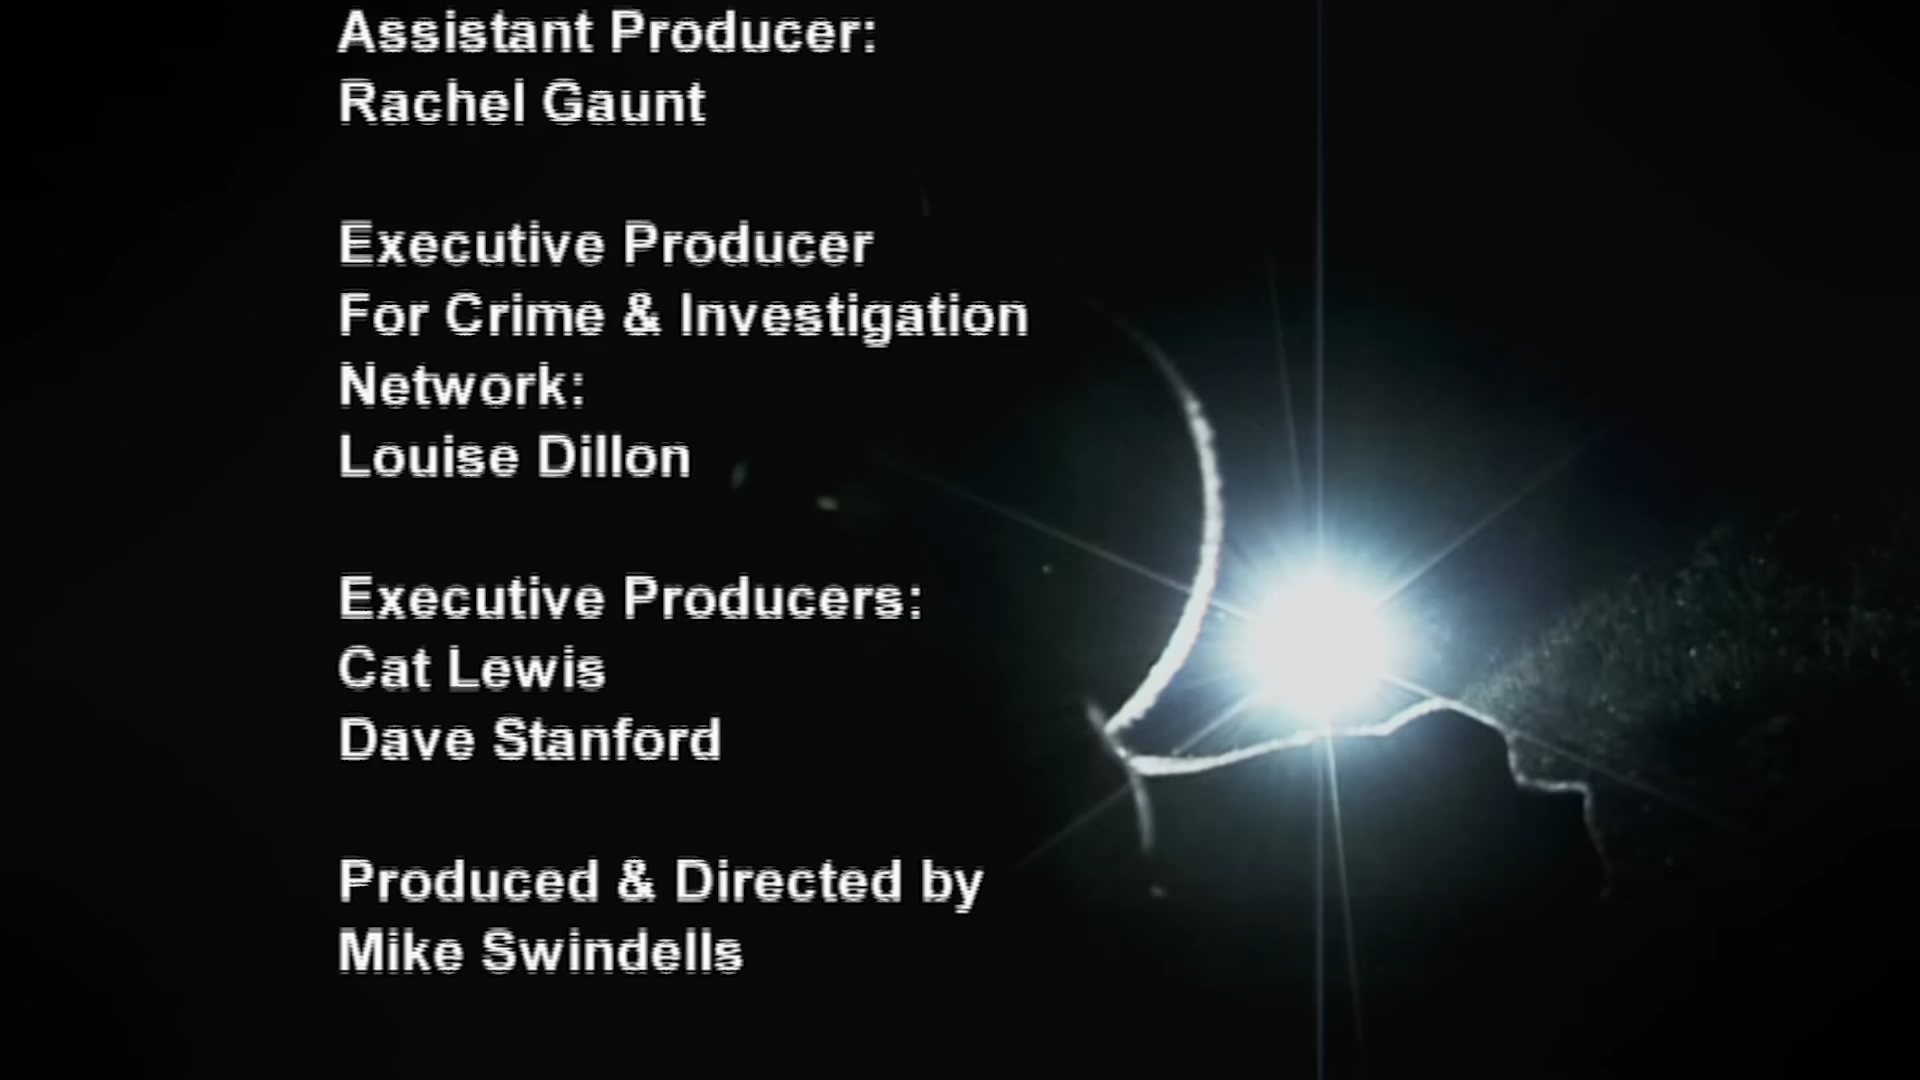 Assistant Producer:
Rachel Gaunt
Executive Producer
For Crime & Investigation
Network:
Louise Dillon
Executive Producers:
Cat Lewis
Dave Stanford
Produced & Directed by
Mike Swindells